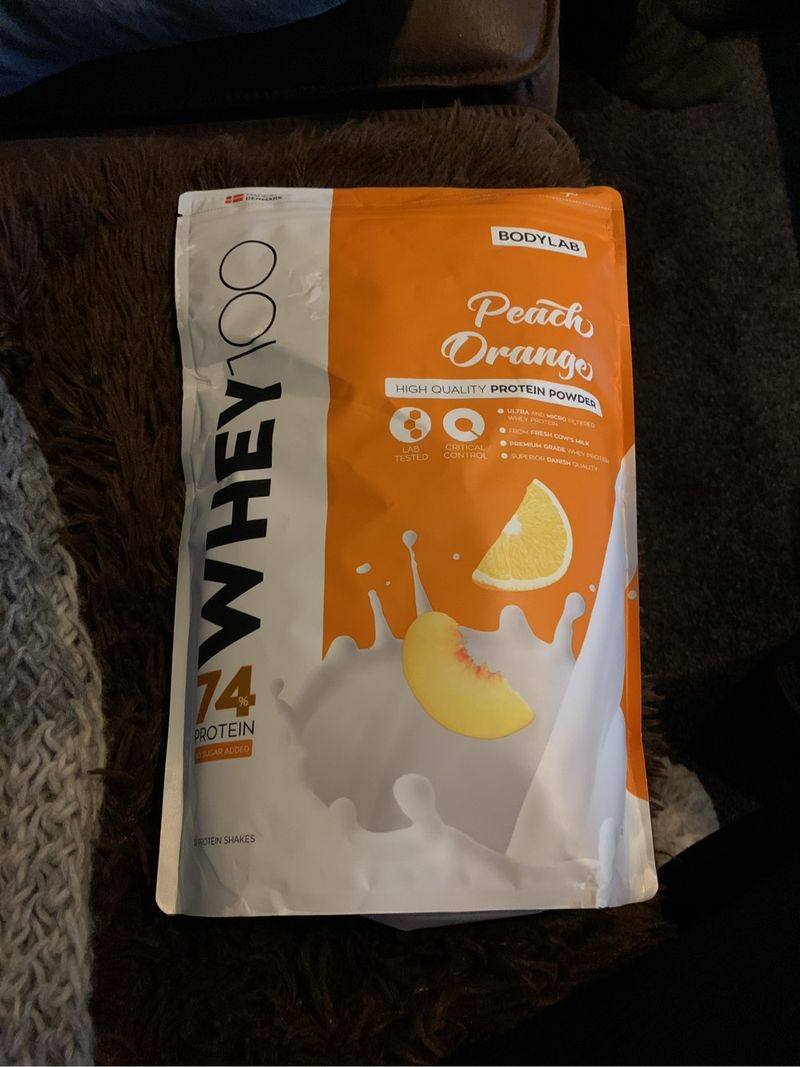 DENMARK
BODYLAB
WHEY100
Peach
Orange
HIGH QUALITY PROTEIN POWDER
LAB
TESTED
CRITICAL
CONTROL
ULTRA AND MICRO FILTERED
WHEY PROTEIN
FROM FRESH COW'S MILK
PREMIUM GRADE WHEY PROTEIN
SUPERIOR DANISH QUALITY
74%
PROTEIN
SUGAR ADDED
PROTEIN SHAKES